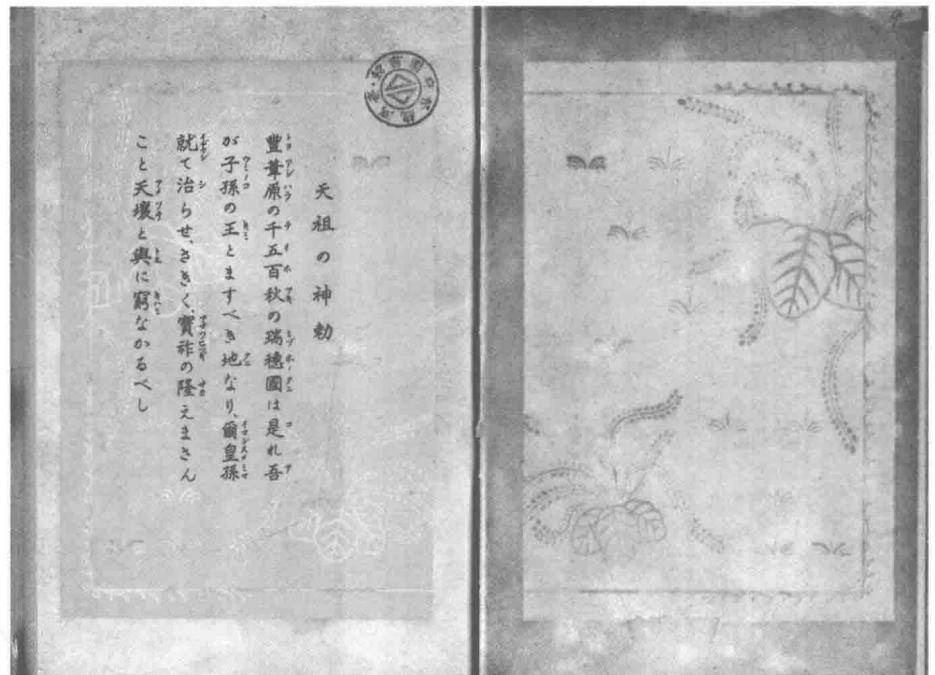 天祖の神勅
豐葦原の千五百秋の瑞穗國は是れ吾
が子孫の王とますべき地なり、爾皇孫
就て治らせ、さきく、寶祚の隆えまさん
こと天壤と與に窮なかるべし